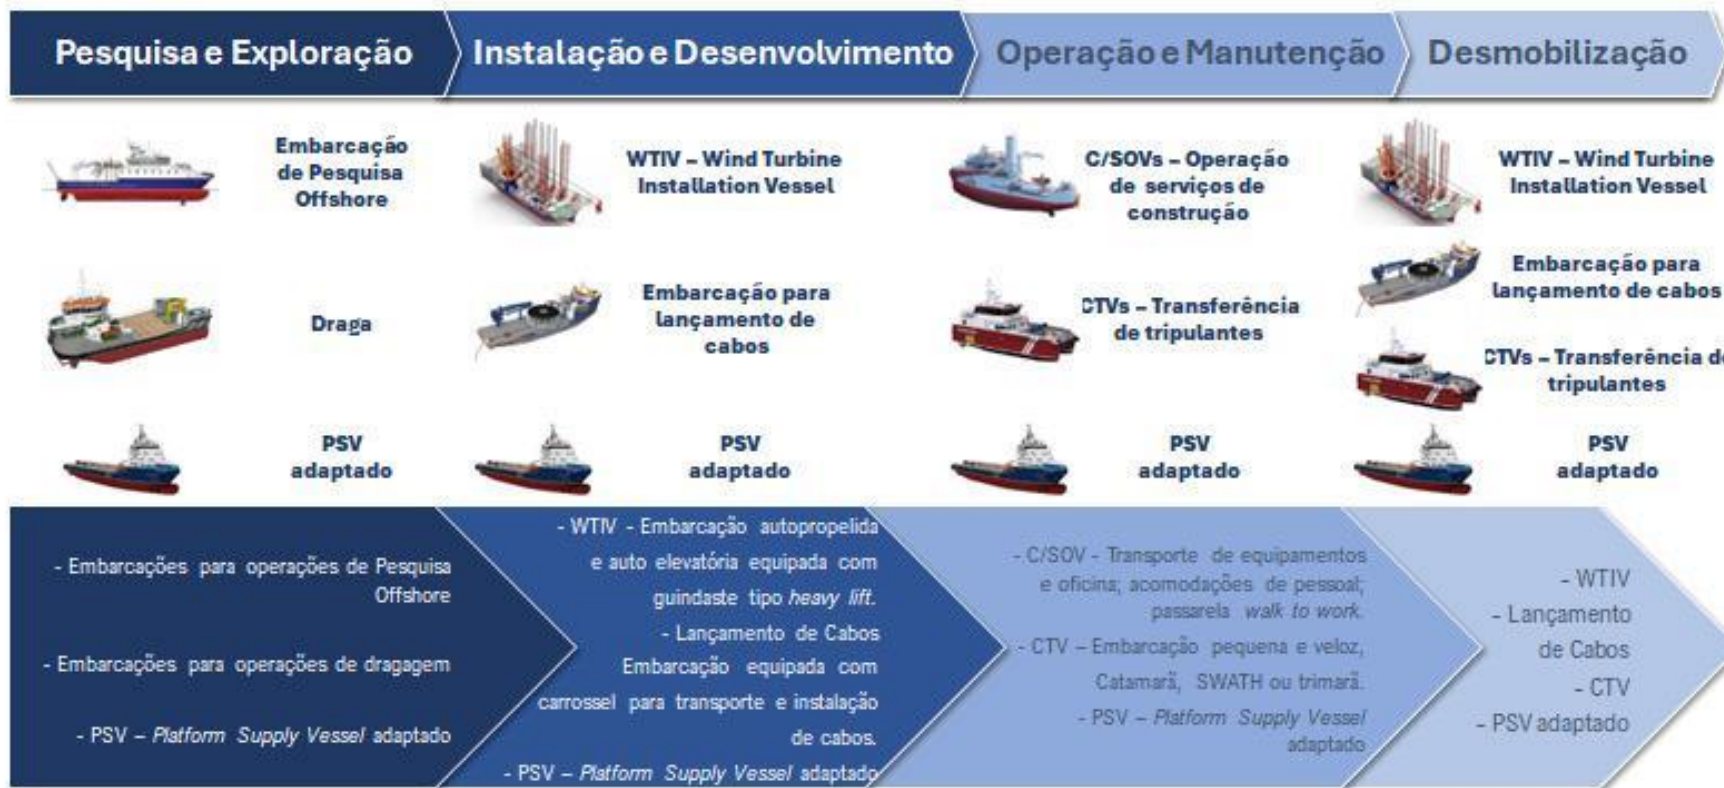 Pesquisa e Exploração
Instalação e Desenvolvimento
Operação e Manutenção
Desmobilização
Embarcação
de Pesquisa
Offshore
Draga
PSV
adaptado
WTIV – Wind Turbine
Installation Vessel
Embarcação para
lançamento de
cabos
PSV
adaptado
C/SOVs – Operação
de serviços de
construção
CTVs – Transferência
de tripulantes
PSV
adaptado
WTIV – Wind Turbine
Installation Vessel
Embarcação para
lançamento de cabos
CTVs – Transferência de
tripulantes
PSV
adaptado
- Embarcações para operações de Pesquisa
Offshore
- Embarcações para operações de dragagem
- PSV – Platform Supply Vessel adaptado
- WTIV - Embarcação autopropelida
e auto elevatória equipada com
guindaste tipo heavy lift.
- Lançamento de Cabos
Embarcação equipada com
carrossel para transporte e instalação
de cabos.
- PSV – Platform Supply Vessel adaptado
- C/SOV - Transporte de equipamentos
e oficina; acomodações de pessoal;
passarela walk to work.
- CTV – Embarcação pequena e veloz,
Catamarã, SWATH ou trimarã.
- PSV – Platform Supply Vessel
adaptado
- WTIV
- Lançamento
de Cabos
- CTV
- PSV adaptado